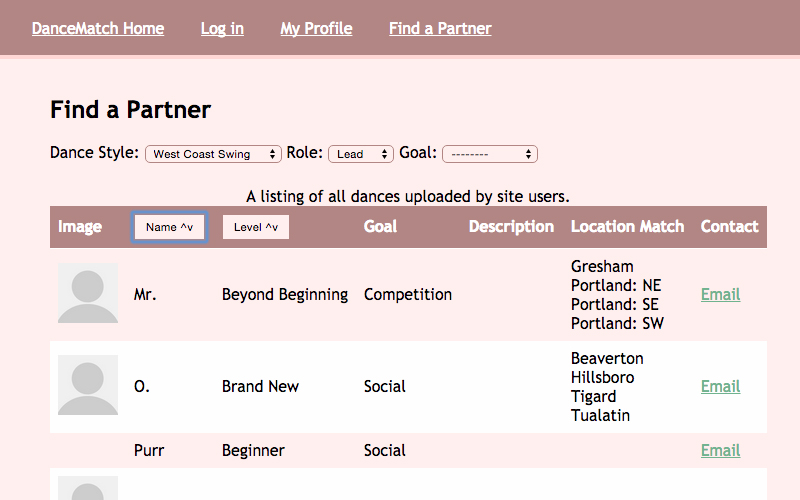 DanceMatch Home Log in My Profile Find a Partner
Find a Partner
Dance Style: West Coast Swing Role: Lead Goal: --------
A listing of all dances uploaded by site users.
Image Name ^v Level ^v Goal Description Location Match Contact
Mr. Beyond Beginning Competition Gresham
Portland: NE
Portland: SE
Portland: SW
Email
O. Brand New Social Beaverton
Hillsboro
Tigard
Tualatin
Email
Purr Beginner Social Email